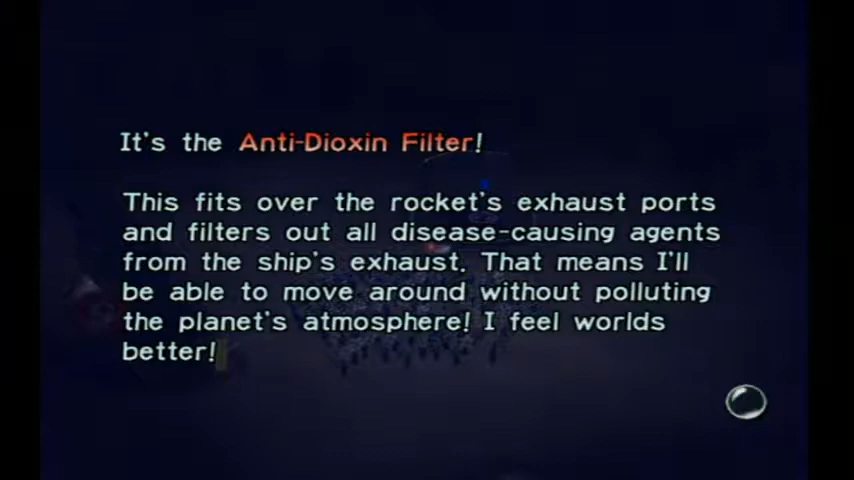 It's the Anti-Dioxin Filter!
This fits over the rocket's exhaust ports
and filters out all disease-causing agents
from the ship's exhaust. That means I'll
be able to move around without polluting
the planet's atmosphere! I feel worlds
better!